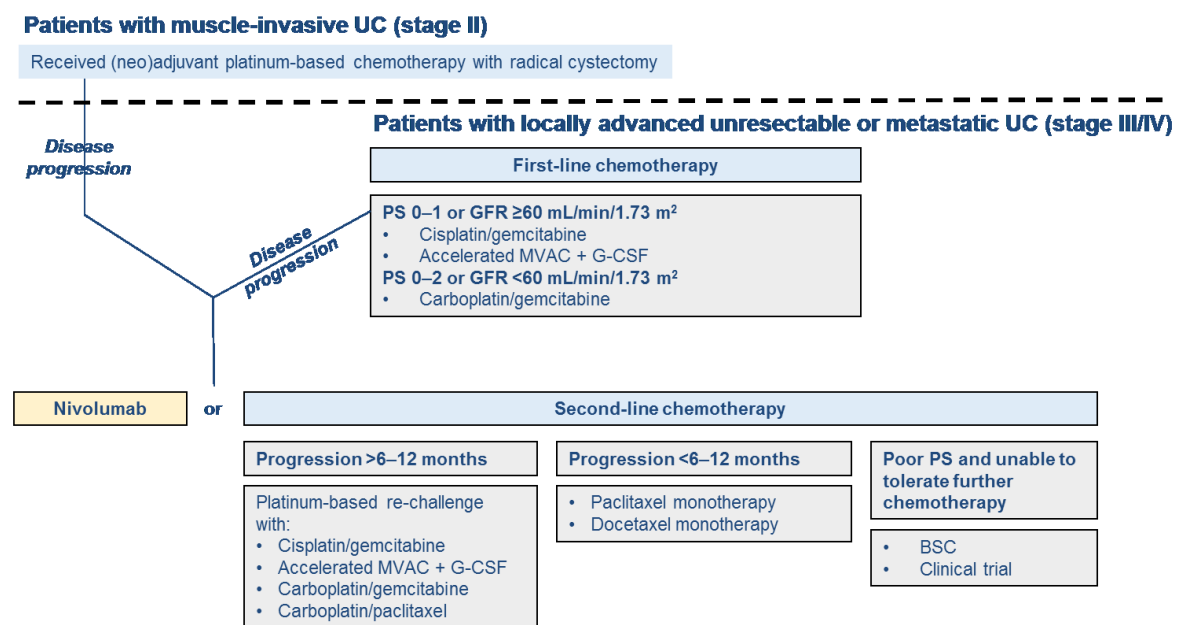 Patients with muscle-invasive UC (stage II)
Received (neo)adjuvant platinum-based chemotherapy with radical cystectomy
Patients with locally advanced unresectable or metastatic UC (stage III/IV)
Disease
progression
First-line chemotherapy
PS 0–1 or GFR ≥60 mL/min/1.73 m²
• Cisplatin/gemcitabine
• Accelerated MVAC + G-CSF
PS 0–2 or GFR <60 mL/min/1.73 m²
• Carboplatin/gemcitabine
Disease
progression
Nivolumab
or
Second-line chemotherapy
Progression >6–12 months
Platinum-based re-challenge
with:
• Cisplatin/gemcitabine
• Accelerated MVAC + G-CSF
• Carboplatin/gemcitabine
• Carboplatin/paclitaxel
Progression <6–12 months
• Paclitaxel monotherapy
• Docetaxel monotherapy
Poor PS and unable to
tolerate further
chemotherapy
• BSC
• Clinical trial